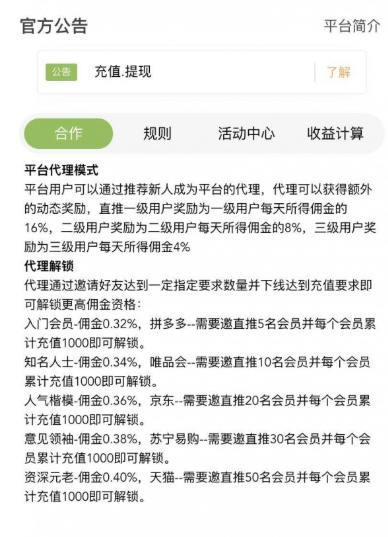 官方公告
平台简介
公告 充值.提现 了解
合作 规则 活动中心 收益计算
平台代理模式
平台用户可以通过推荐新人成为平台的代理，代理可以获得额外
的动态奖励，直推一级用户奖励为一级用户每天所得佣金的
16%，二级用户奖励为二级用户每天所得佣金的8%，三级用户奖
励为三级用户每天所得佣金4%
代理解锁
代理通过邀请好友达到一定指定要求数量并下线达到充值要求即
可解锁更高佣金资格：
入门会员-佣金0.32%，拼多多--需要邀直推5名会员并每个会员累
计充值1000即可解锁。
知名人士-佣金0.34%，唯品会--需要邀直推10名会员并每个会员
累计充值1000即可解锁。
人气楷模-佣金0.36%，京东--需要邀直推20名会员并每个会员累
计充值1000即可解锁。
意见领袖-佣金0.38%，苏宁易购--需要邀直推30名会员并每个会
员累计充值1000即可解锁。
资深元老-佣金0.40%，天猫--需要邀直推50名会员并每个会员累
计充值1000即可解锁。